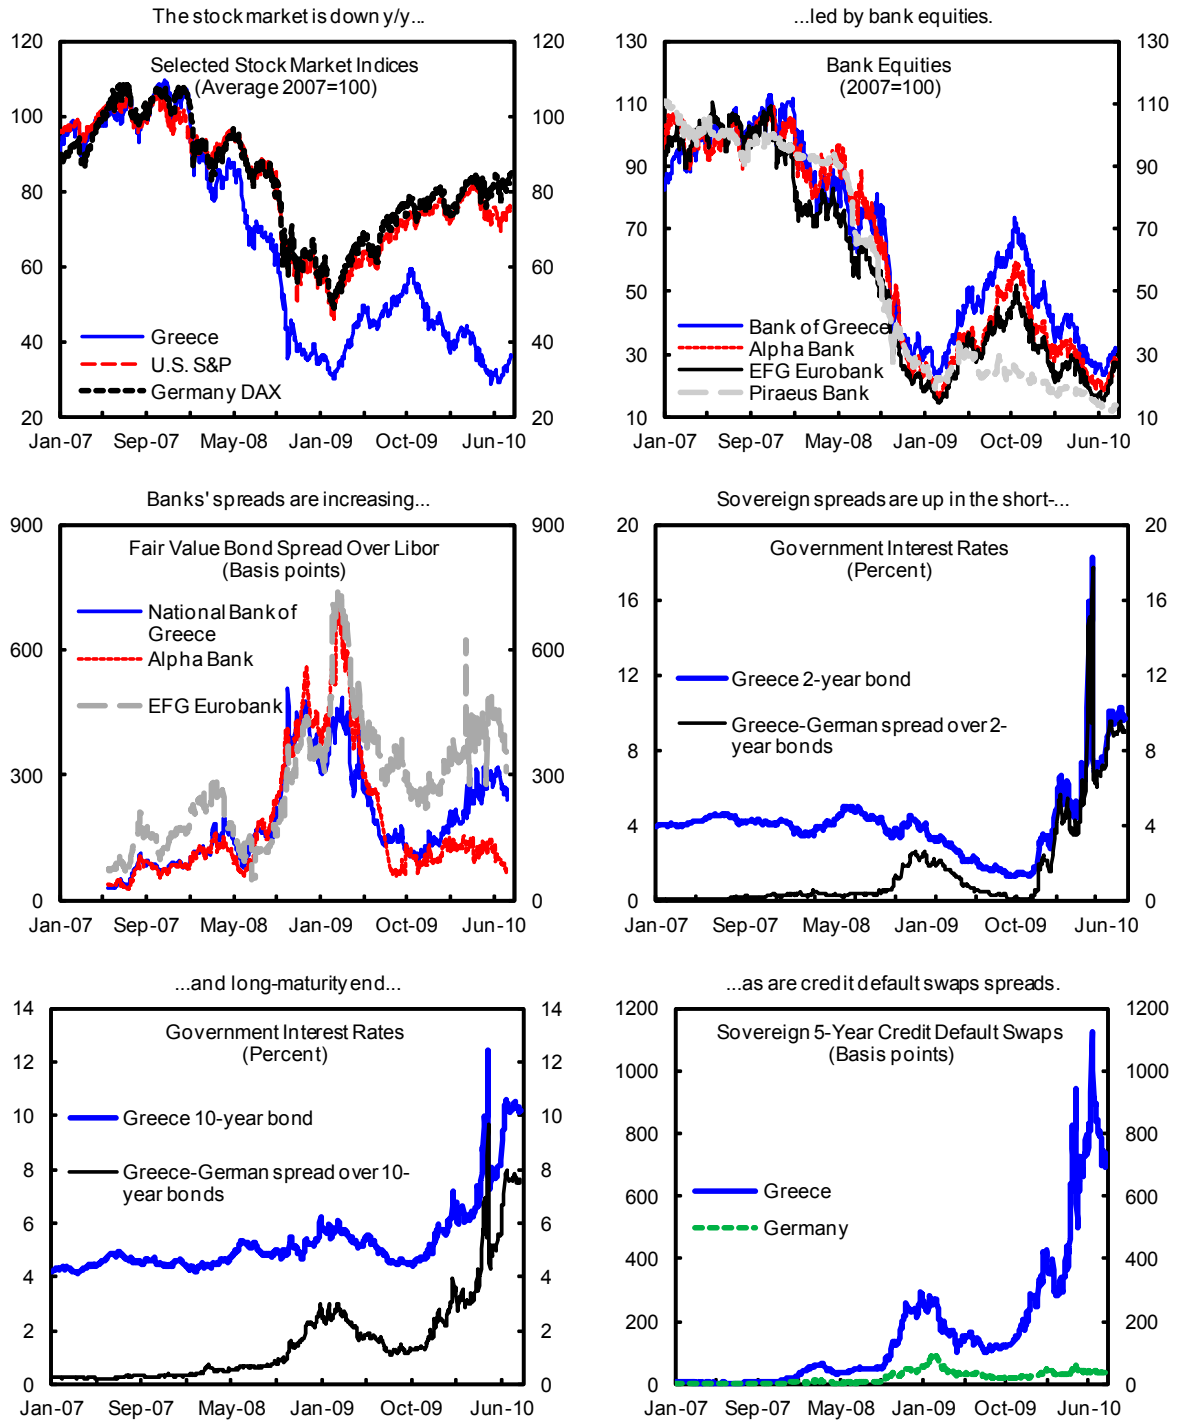 The stock market is down y/y...
Selected Stock Market Indices
(Average 2007=100)
120
100
80
60
40
20
120
100
80
60
40
20
Greece
U.S. S&P
Germany DAX
Jan-07 Sep-07 May-08 Jan-09 Oct-09 Jun-10
...led by bank equities.
Bank Equities
(2007=100)
130
110
90
70
50
30
10
130
110
90
70
50
30
10
Bank of Greece
Alpha Bank
EFG Eurobank
Piraeus Bank
Jan-07 Sep-07 May-08 Jan-09 Oct-09 Jun-10
Banks' spreads are increasing...
Fair Value Bond Spread Over Libor
(Basis points)
900
600
300
0
900
600
300
0
National Bank of
Greece
Alpha Bank
EFG Eurobank
Jan-07 Sep-07 May-08 Jan-09 Oct-09 Jun-10
Sovereign spreads are up in the short-...
Government Interest Rates
(Percent)
20
16
12
8
4
0
20
16
12
8
4
0
Greece 2-year bond
Greece-German spread over 2-
year bonds
Jan-07 Sep-07 May-08 Jan-09 Oct-09 Jun-10
...and long-maturity end...
Government Interest Rates
(Percent)
14
12
10
8
6
4
2
0
14
12
10
8
6
4
2
0
Greece 10-year bond
Greece-German spread over 10-
year bonds
Jan-07 Sep-07 May-08 Jan-09 Oct-09 Jun-10
...as are credit default swaps spreads.
Sovereign 5-Year Credit Default Swaps
(Basis points)
1200
1000
800
600
400
200
0
1200
1000
800
600
400
200
0
Greece
Germany
Jan-07 Sep-07 May-08 Jan-09 Oct-09 Jun-10